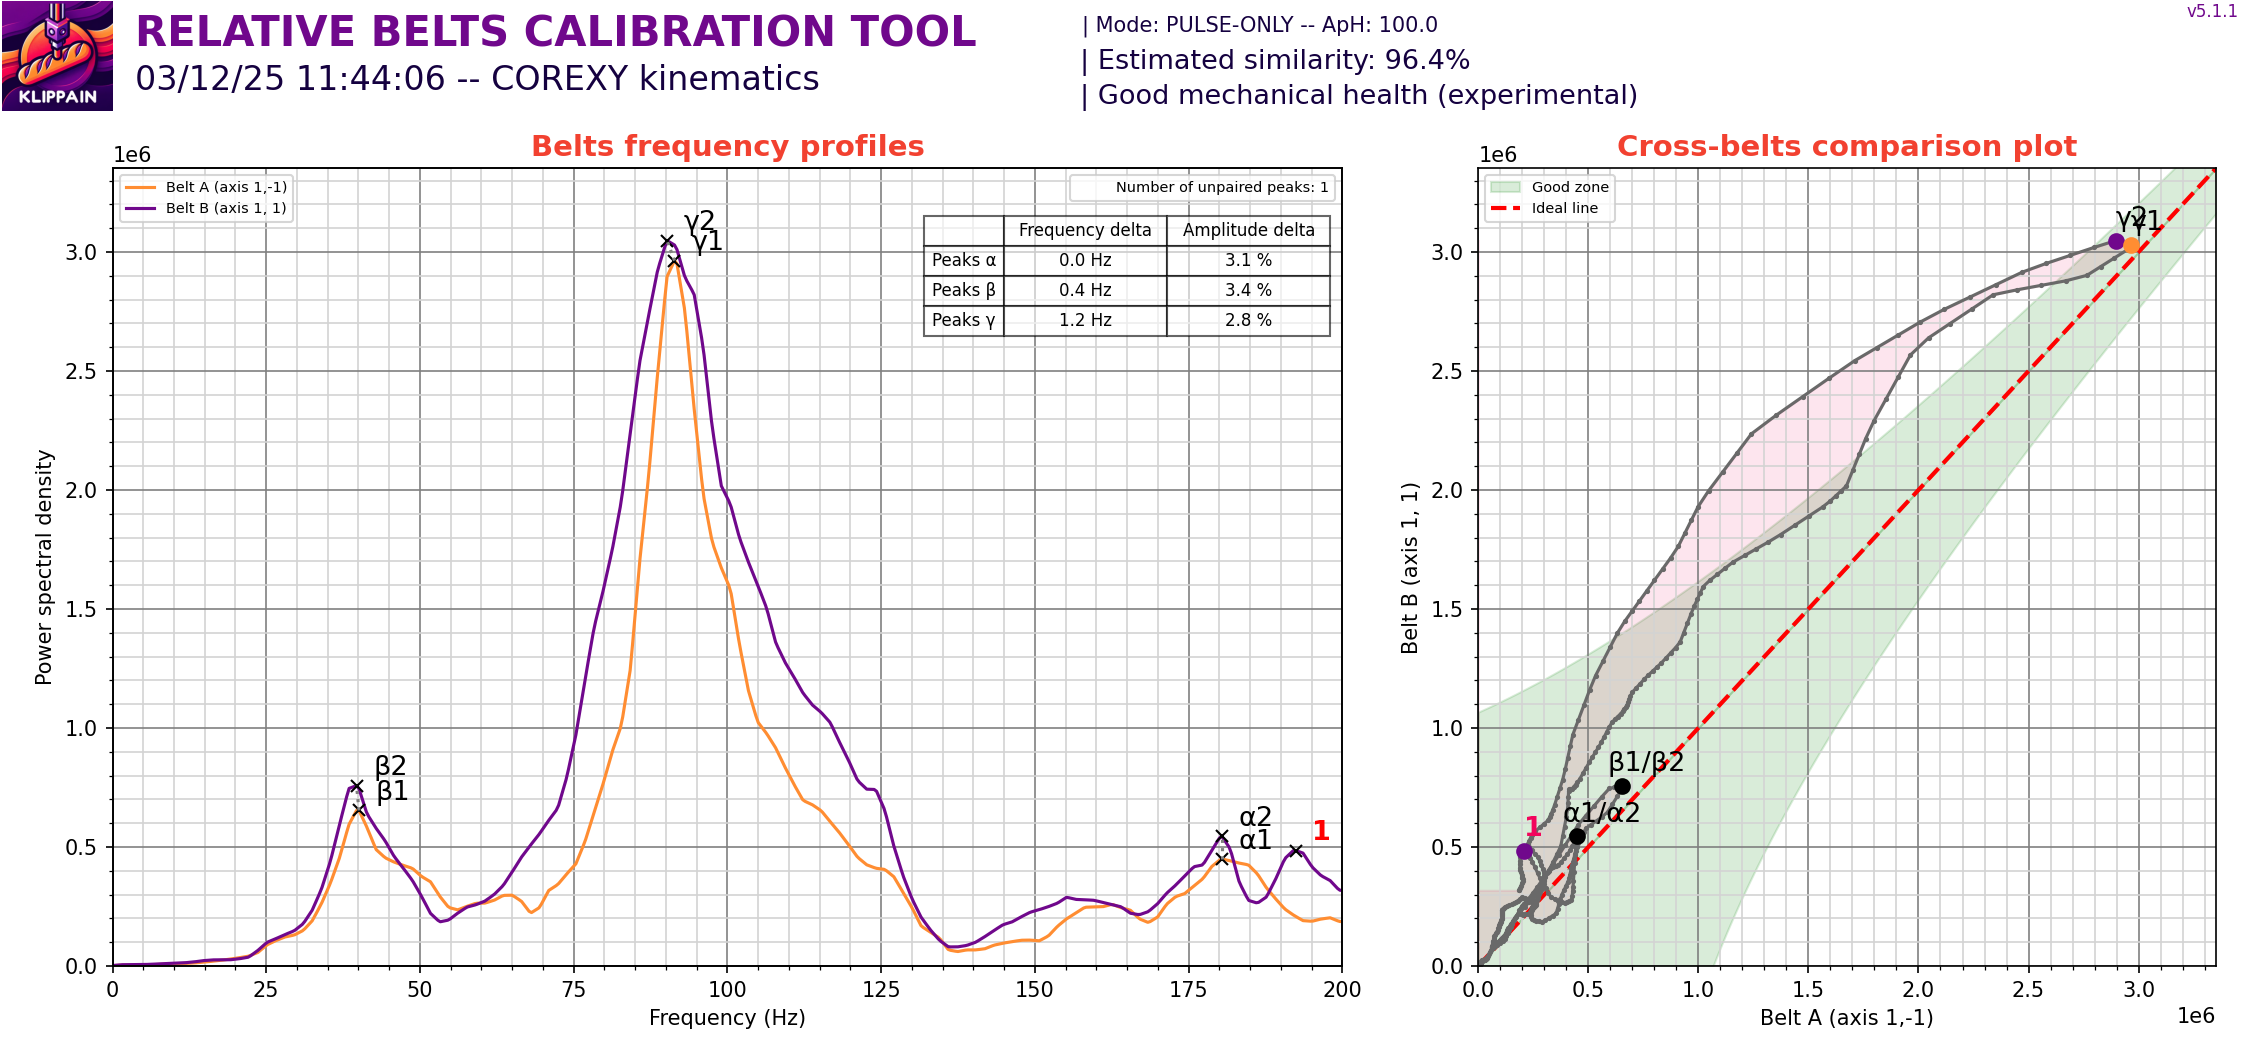 v5.1.1
KLIPPAIN
RELATIVE BELTS CALIBRATION TOOL
03/12/25 11:44:06 -- COREXY kinematics
| Mode: PULSE-ONLY -- ApH: 100.0
| Estimated similarity: 96.4%
| Good mechanical health (experimental)
Belts frequency profiles
1e6
Belt A (axis 1,-1)
Belt B (axis 1, 1)
Number of unpaired peaks: 1
Frequency delta Amplitude delta
Peaks α 0.0 Hz 3.1 %
Peaks β 0.4 Hz 3.4 %
Peaks γ 1.2 Hz 2.8 %
γ2
γ1
β2
β1
α2
α1
1
3.0
2.5
2.0
1.5
1.0
0.5
0.0
Power spectral density
0 25 50 75 100 125 150 175 200
Frequency (Hz)
Cross-belts comparison plot
1e6
Good zone
Ideal line
γ2
γ1
β1/β2
α1/α2
1
3.0
2.5
2.0
1.5
1.0
0.5
0.0
Belt B (axis 1, 1)
0.0 0.5 1.0 1.5 2.0 2.5 3.0
Belt A (axis 1,-1)
1e6